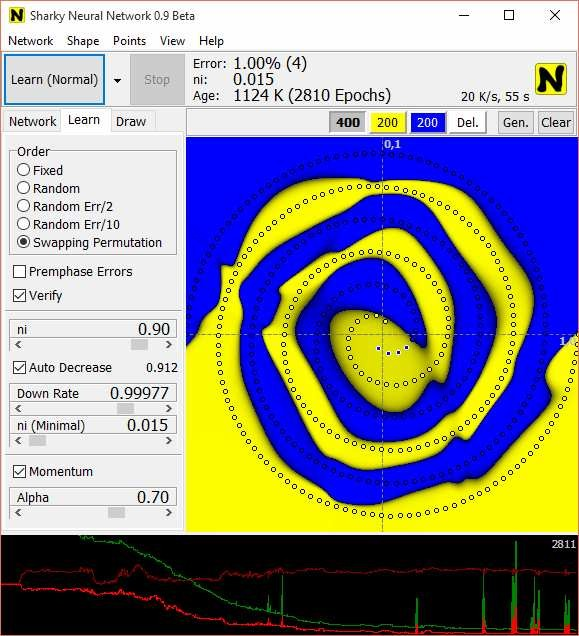 Sharky Neural Network 0.9 Beta
Network Shape Points View Help
Learn (Normal) Stop
Error: 1.00% (4)
ni: 0.015
Age: 1124 K (2810 Epochs)
20 K/s, 55 s
N
Network Learn Draw
400 200 200 Del. Gen. Clear
Order
Fixed
Random
Random Err/2
Random Err/10
Swapping Permutation
Premphase Errors
Verify
ni 0.90
Auto Decrease 0.912
Down Rate 0.99977
ni (Minimal) 0.015
Momentum
Alpha 0.70
0,1
2811